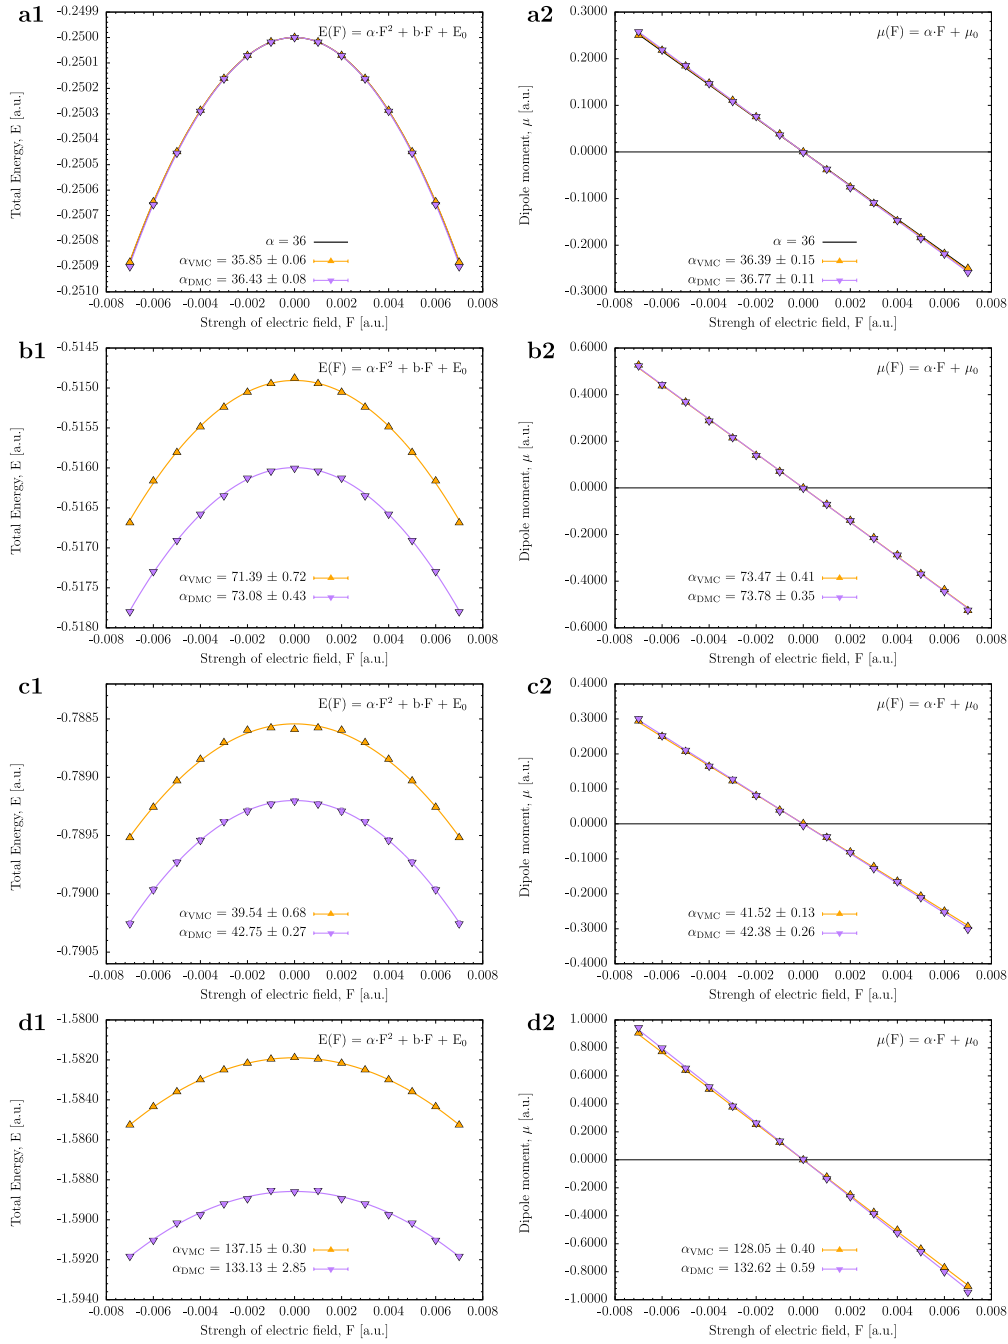 a1
E(F) = α·F² + b·F + E₀
Total Energy, E [a.u.]
-0.2499
-0.2500
-0.2501
-0.2502
-0.2503
-0.2504
-0.2505
-0.2506
-0.2507
-0.2508
-0.2509
-0.2510
α = 36
α_VMC = 35.85 ± 0.06
α_DMC = 36.43 ± 0.08
-0.008 -0.006 -0.004 -0.002 0.000 0.002 0.004 0.006 0.008
Strengh of electric field, F [a.u.]
a2
μ(F) = α·F + μ₀
Dipole moment, μ [a.u.]
0.3000
0.2000
0.1000
0.0000
-0.1000
-0.2000
-0.3000
α = 36
α_VMC = 36.39 ± 0.15
α_DMC = 36.77 ± 0.11
-0.008 -0.006 -0.004 -0.002 0.000 0.002 0.004 0.006 0.008
Strengh of electric field, F [a.u.]
b1
E(F) = α·F² + b·F + E₀
Total Energy, E [a.u.]
-0.5145
-0.5150
-0.5155
-0.5160
-0.5165
-0.5170
-0.5175
-0.5180
α_VMC = 71.39 ± 0.72
α_DMC = 73.08 ± 0.43
-0.008 -0.006 -0.004 -0.002 0.000 0.002 0.004 0.006 0.008
Strengh of electric field, F [a.u.]
b2
μ(F) = α·F + μ₀
Dipole moment, μ [a.u.]
0.6000
0.4000
0.2000
0.0000
-0.2000
-0.4000
-0.6000
α_VMC = 73.47 ± 0.41
α_DMC = 73.78 ± 0.35
-0.008 -0.006 -0.004 -0.002 0.000 0.002 0.004 0.006 0.008
Strengh of electric field, F [a.u.]
c1
E(F) = α·F² + b·F + E₀
Total Energy, E [a.u.]
-0.7885
-0.7890
-0.7895
-0.7900
-0.7905
α_VMC = 39.54 ± 0.68
α_DMC = 42.75 ± 0.27
-0.008 -0.006 -0.004 -0.002 0.000 0.002 0.004 0.006 0.008
Strengh of electric field, F [a.u.]
c2
μ(F) = α·F + μ₀
Dipole moment, μ [a.u.]
0.4000
0.3000
0.2000
0.1000
0.0000
-0.1000
-0.2000
-0.3000
-0.4000
α_VMC = 41.52 ± 0.13
α_DMC = 42.38 ± 0.26
-0.008 -0.006 -0.004 -0.002 0.000 0.002 0.004 0.006 0.008
Strengh of electric field, F [a.u.]
d1
E(F) = α·F² + b·F + E₀
Total Energy, E [a.u.]
-1.5800
-1.5820
-1.5840
-1.5860
-1.5880
-1.5900
-1.5920
-1.5940
α_VMC = 137.15 ± 0.30
α_DMC = 133.13 ± 2.85
-0.008 -0.006 -0.004 -0.002 0.000 0.002 0.004 0.006 0.008
Strengh of electric field, F [a.u.]
d2
μ(F) = α·F + μ₀
Dipole moment, μ [a.u.]
1.0000
0.8000
0.6000
0.4000
0.2000
0.0000
-0.2000
-0.4000
-0.6000
-0.8000
-1.0000
α_VMC = 128.05 ± 0.40
α_DMC = 132.62 ± 0.59
-0.008 -0.006 -0.004 -0.002 0.000 0.002 0.004 0.006 0.008
Strengh of electric field, F [a.u.]